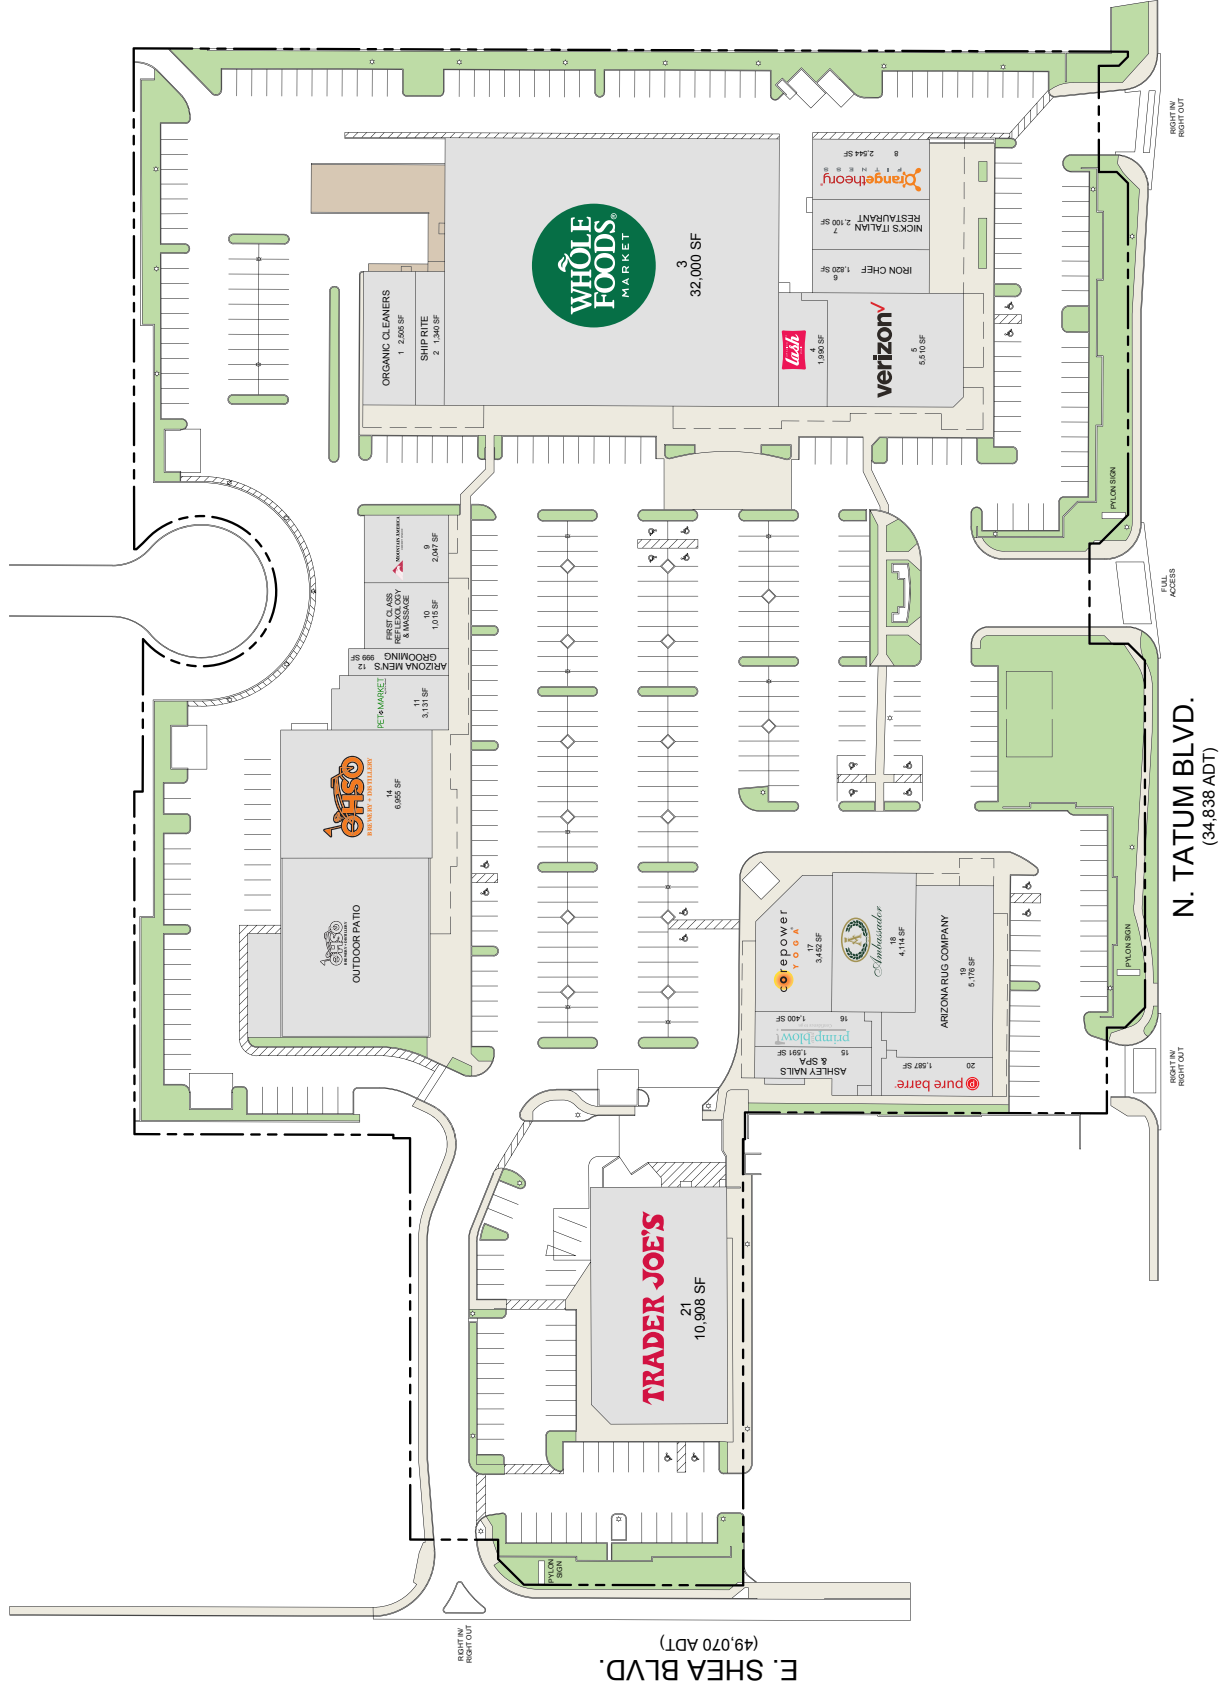 RIGHT IN/
RIGHT OUT
8
2,544 SF
Orangetheory®
FITNESS
NICK'S ITALIAN
RESTAURANT
7
2,100 SF
IRON CHEF
6
1,820 SF
WHOLE
FOODS®
MARKET
3
32,000 SF
ORGANIC CLEANERS
1 2,505 SF
SHIP RITE
2 1,340 SF
lash
4
1,990 SF
verizon
5
5,510 SF
PYLON SIGN
FULL
ACCESS
MOUNTAIN AMERICA
9
2,047 SF
FIRST CLASS
REFLEXOLOGY
& MASSAGE
10
1,015 SF
ARIZONA MEN'S
GROOMING
12
999 SF
PET MARKET
11
3,131 SF
OHSO
BREWERY + DISTILLERY
14
6,955 SF
OHSO
BREWERY + DISTILLERY
OUTDOOR PATIO
N. TATUM BLVD.
(34,838 ADT)
corepower
YOGA®
17
3,452 SF
Ambassador
18
4,114 SF
ARIZONA RUG COMPANY
19
5,176 SF
PYLON SIGN
primp|blow
16
1,400 SF
ASHLEY NAILS
& SPA
15
1,591 SF
pure barre
20
1,587 SF
RIGHT IN/
RIGHT OUT
TRADER JOE'S
21
10,908 SF
PYLON
SIGN
RIGHT IN/
RIGHT OUT
E. SHEA BLVD.
(49,070 ADT)